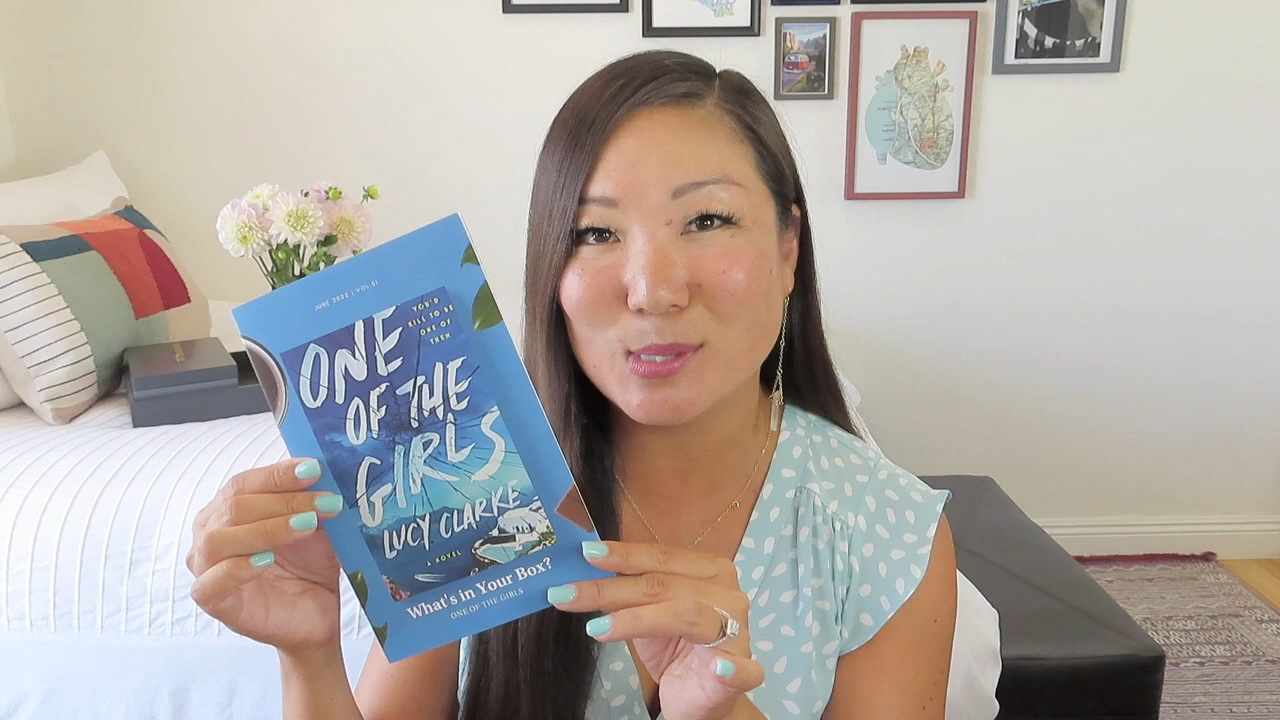 JUNE 2022 | VOL.51
YOU'D
KILL TO BE
ONE OF
THEM
ONE
OF THE
GIRLS
LUCY CLARKE
A NOVEL
What's in Your Box?
ONE OF THE GIRLS